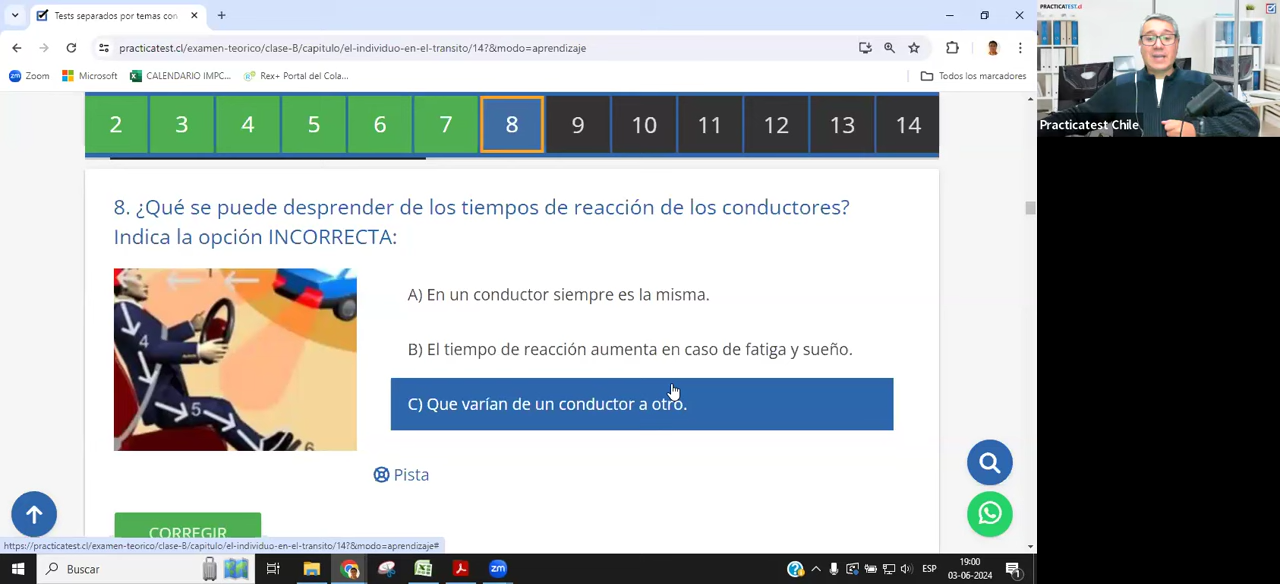 Tests separados por temas con
practicatest.cl/examen-teorico/clase-B/capitulo/el-individuo-en-el-transito/14?&modo=aprendizaje
Zoom
Microsoft
CALENDARIO IMPC...
Rex+ Portal del Cola...
Todos los marcadores
PRACTICATEST.cl
Practicatest Chile
2 3 4 5 6 7 8 9 10 11 12 13 14
8. ¿Qué se puede desprender de los tiempos de reacción de los conductores?
Indica la opción INCORRECTA:
A) En un conductor siempre es la misma.
B) El tiempo de reacción aumenta en caso de fatiga y sueño.
C) Que varían de un conductor a otro.
4
5
6
Pista
CORREGIR
https://practicatest.cl/examen-teorico/clase-B/capitulo/el-individuo-en-el-transito/14?&modo=aprendizaje#
Buscar
ESP
19:00
03-06-2024